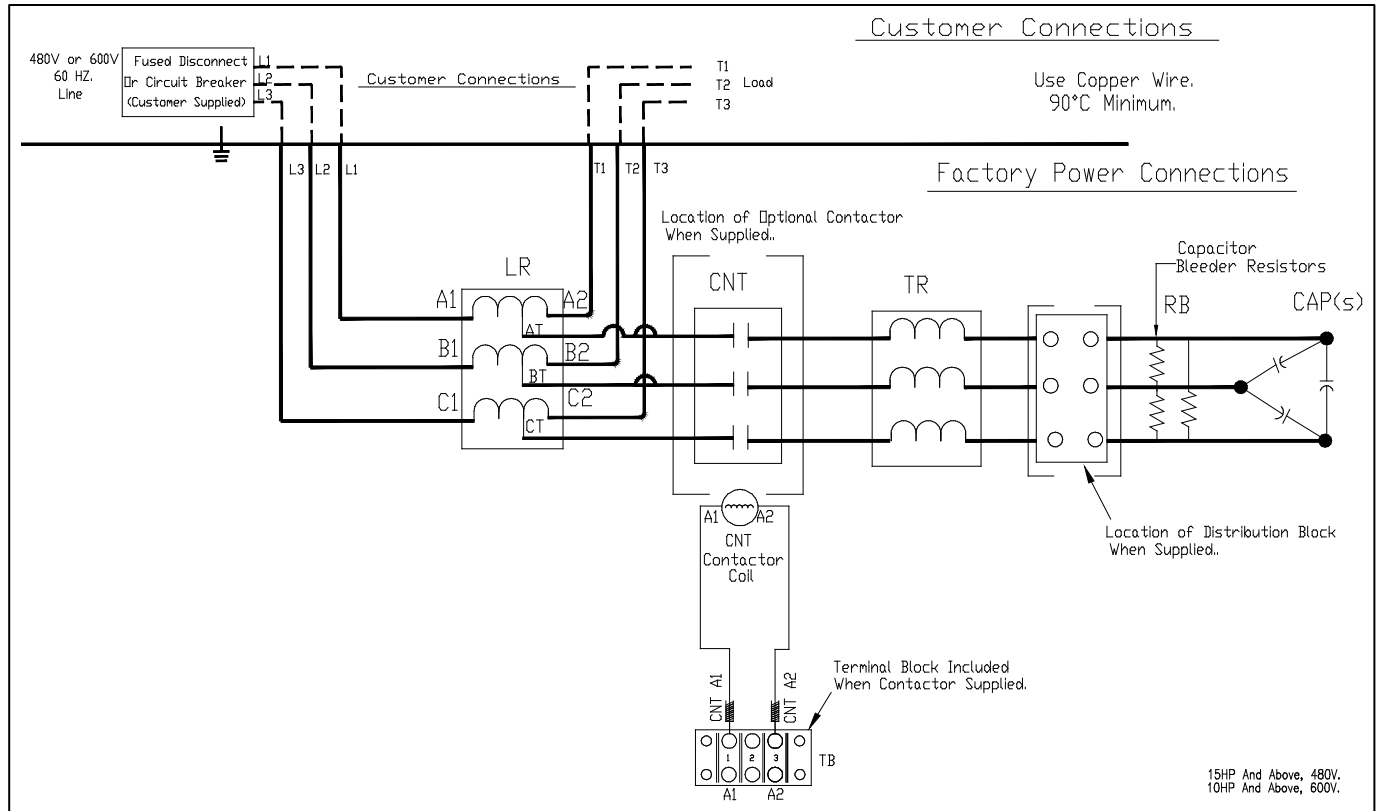 Customer Connections
480V or 600V
60 HZ.
Line
Fused Disconnect
Or Circuit Breaker
(Customer Supplied)
L1
L2
L3
Customer Connections
T1
T2 Load
T3
Use Copper Wire.
90°C Minimum.
L3 L2 L1
T1 T2 T3
Factory Power Connections
Location of Optional Contactor
When Supplied..
Capacitor
Bleeder Resistors
LR
CNT
TR
RB
CAP(s)
A1 A2
AT
B1 B2
BT
C1 C2
CT
A1 A2
CNT
Contactor
Coil
Location of Distribution Block
When Supplied..
Terminal Block Included
When Contactor Supplied.
CNT A1
CNT A2
1 2 3
TB
A1 A2
15HP And Above, 480V.
10HP And Above, 600V.